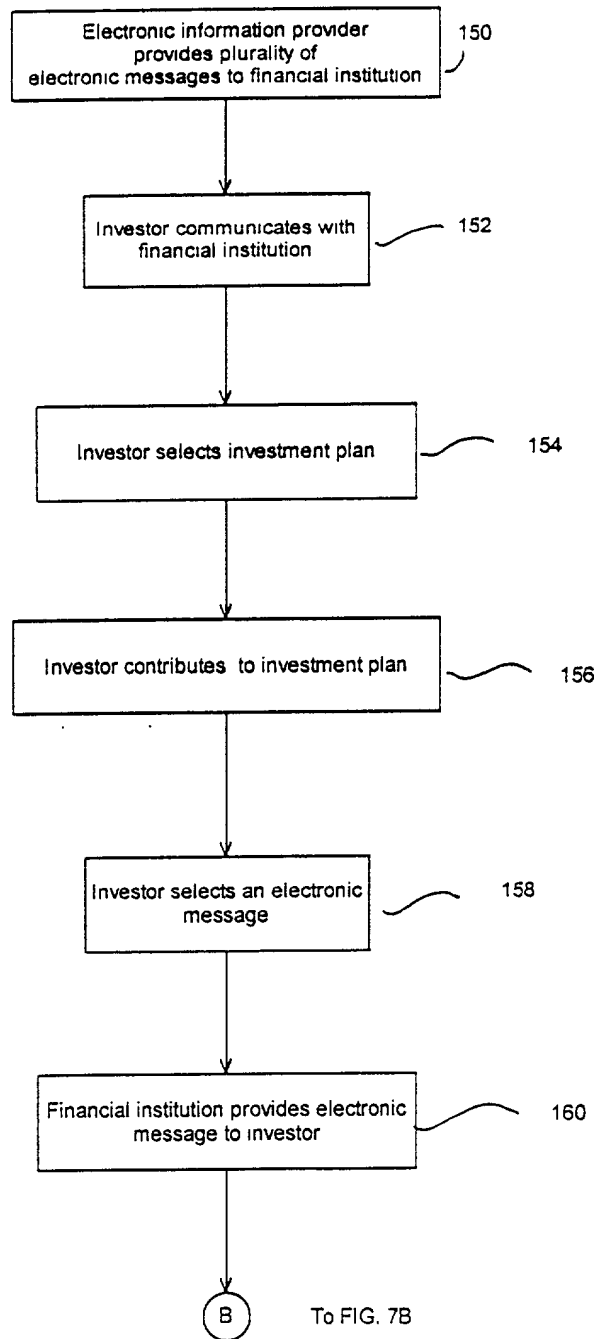 Electronic information provider
provides plurality of
electronic messages to financial institution
150
Investor communicates with
financial institution
152
Investor selects investment plan
154
Investor contributes to investment plan
156
Investor selects an electronic
message
158
Financial institution provides electronic
message to investor
160
B
To FIG. 7B